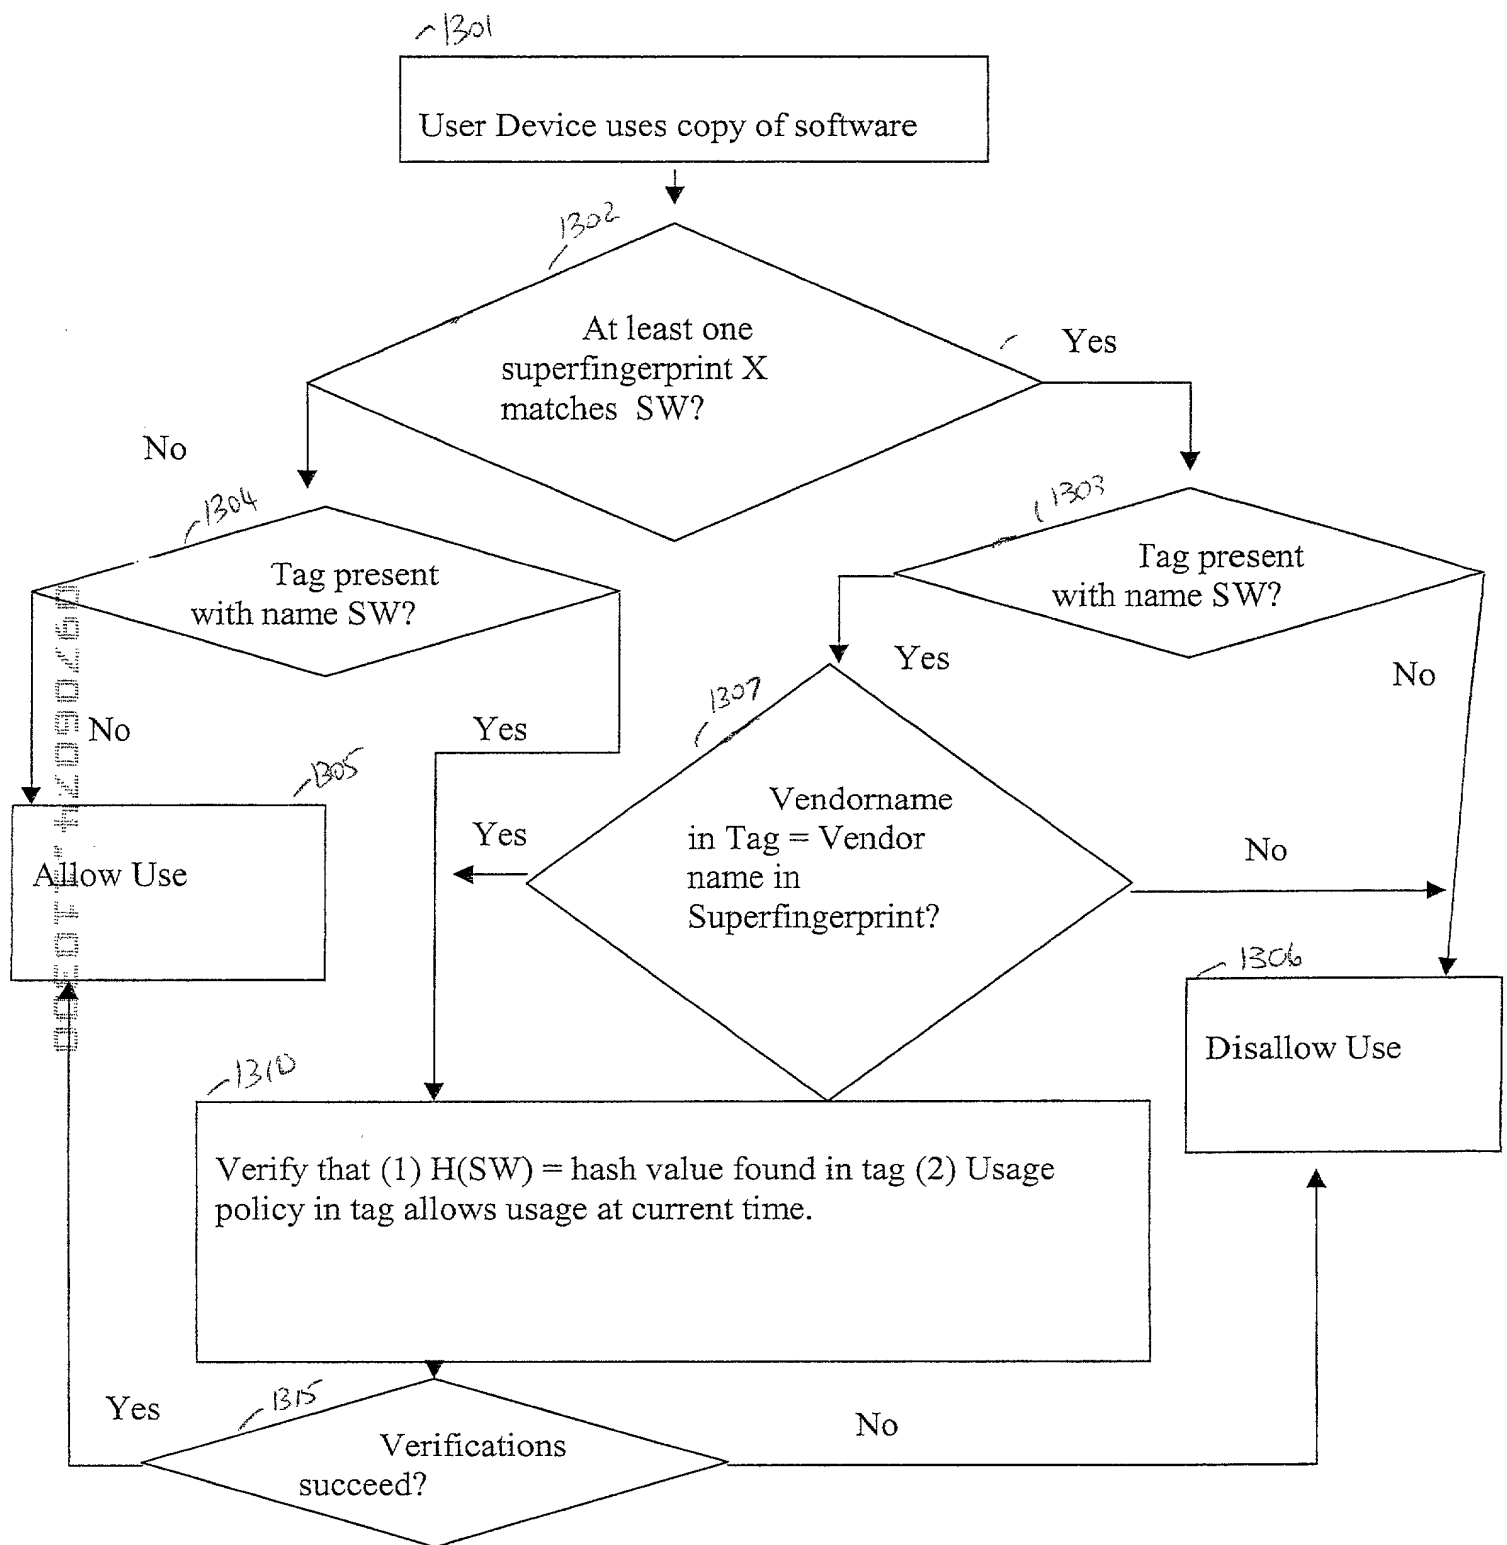 1301
User Device uses copy of software
1302
At least one
superfingerprint X
matches SW?
Yes
No
1304
Tag present
with name SW?
1303
Tag present
with name SW?
Yes
No
No
Yes
1307
1305
Allow Use
Vendorname
in Tag = Vendor
name in
Superfingerprint?
Yes
No
1306
Disallow Use
1310
Verify that (1) H(SW) = hash value found in tag (2) Usage
policy in tag allows usage at current time.
Yes
1315
Verifications
succeed?
No
09706074-110300